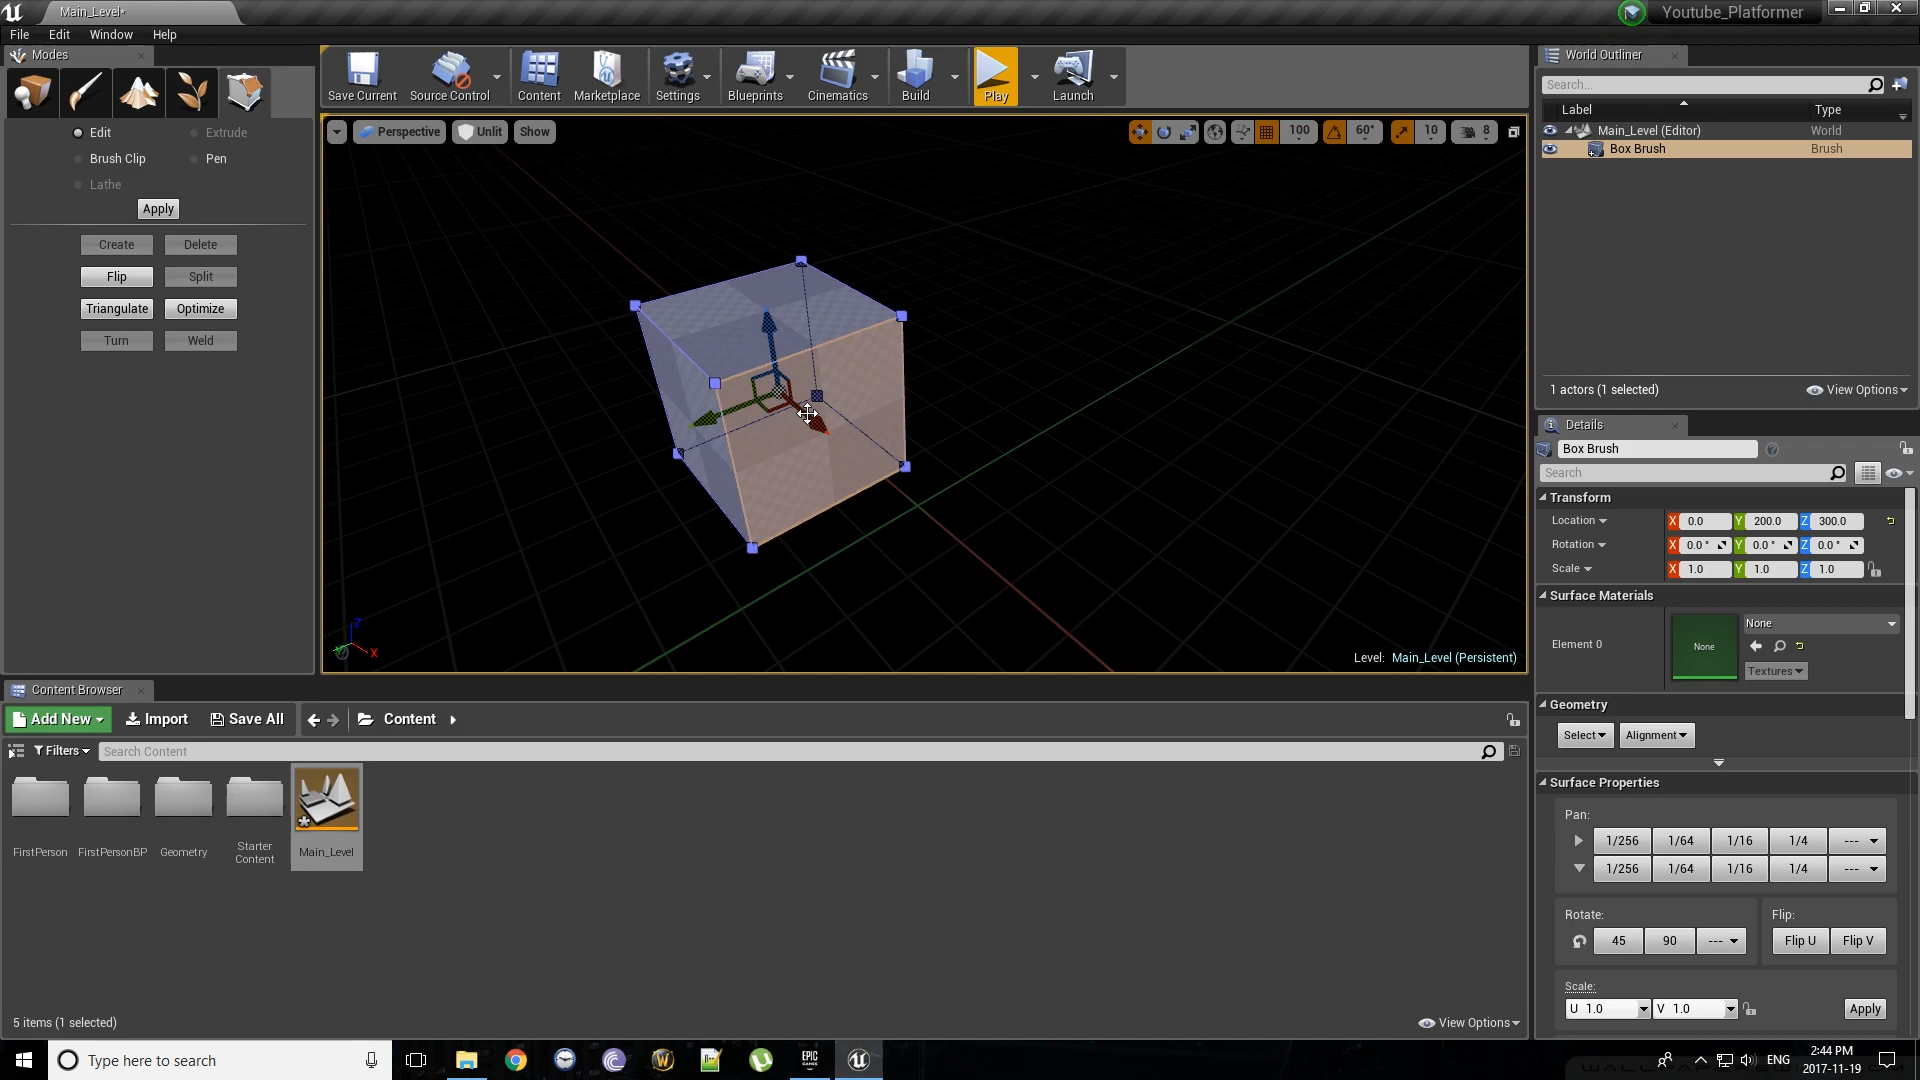 Main_Level*
Youtube_Platformer
File Edit Window Help
Modes
Edit Extrude
Brush Clip Pen
Lathe
Apply
Create Delete
Flip Split
Triangulate Optimize
Turn Weld
Save Current Source Control Content Marketplace Settings Blueprints Cinematics Build Play Launch
Perspective Unlit Show
100 60° 10 8
Z
X
Level: Main_Level (Persistent)
World Outliner
Search...
Label Type
Main_Level (Editor) World
Box Brush Brush
1 actors (1 selected) View Options
Details
Box Brush
Search
Transform
Location X 0.0 Y 200.0 Z 300.0
Rotation X 0.0 ° Y 0.0 ° Z 0.0 °
Scale X 1.0 Y 1.0 Z 1.0
Surface Materials
Element 0
None
None
Textures
Geometry
Select Alignment
Surface Properties
Pan:
1/256 1/64 1/16 1/4 ---
1/256 1/64 1/16 1/4 ---
Rotate: Flip:
45 90 --- Flip U Flip V
Scale:
U 1.0 V 1.0 Apply
Content Browser
Add New Import Save All Content
Filters Search Content
FirstPerson FirstPersonBP Geometry Starter Content Main_Level
5 items (1 selected) View Options
Type here to search
EPIC GAMES
ENG
2:44 PM
2017-11-19